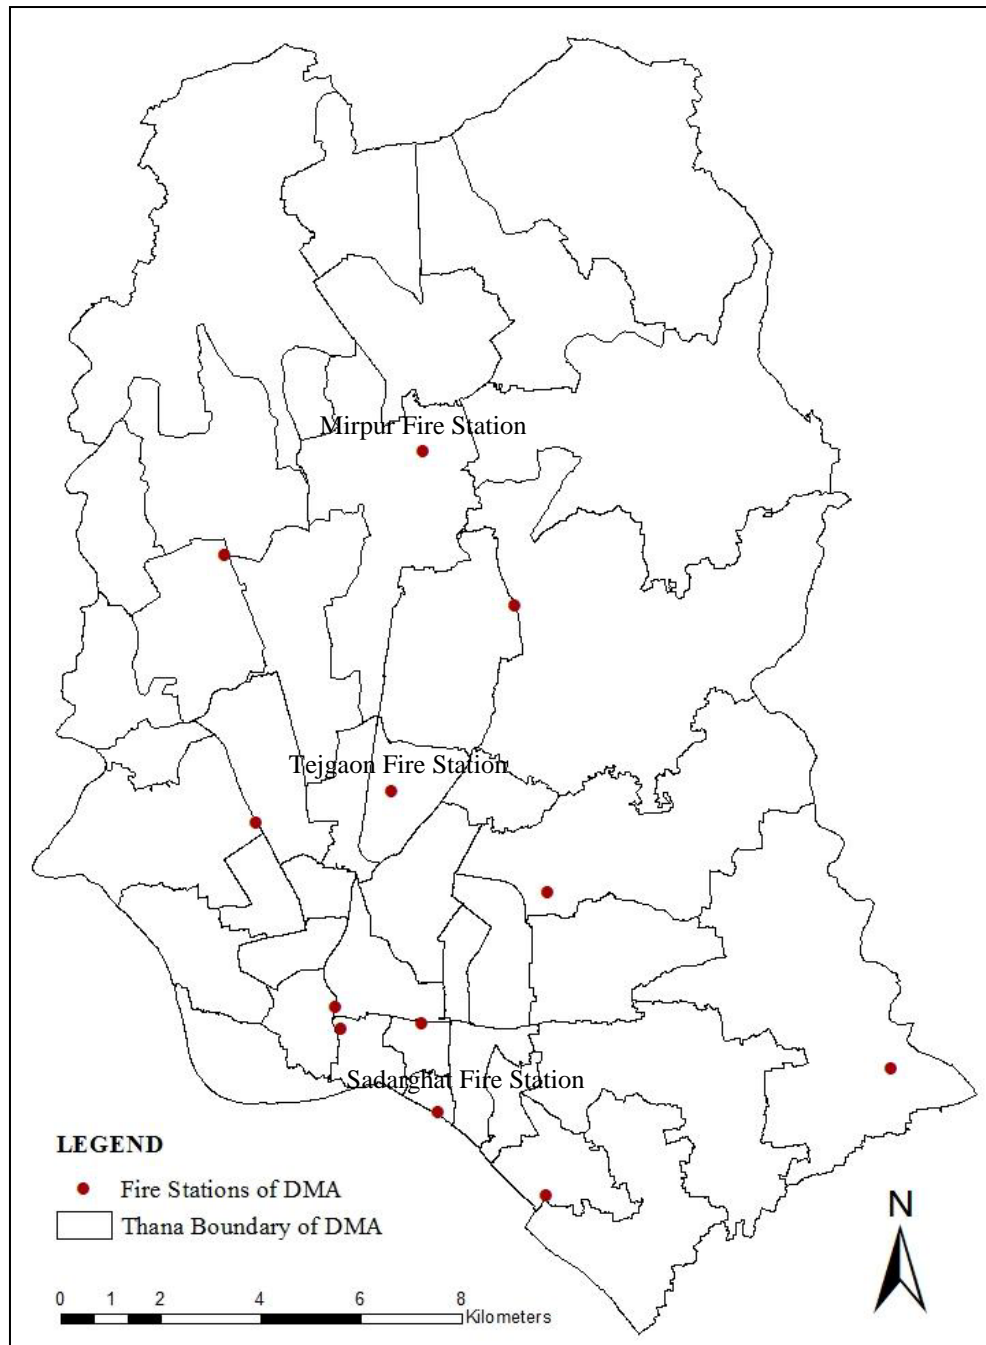 Mirpur Fire Station
Tejgaon Fire Station
Sadarghat Fire Station
LEGEND
Fire Stations of DMA
Thana Boundary of DMA
N
0 1 2 4 6 8
Kilometers